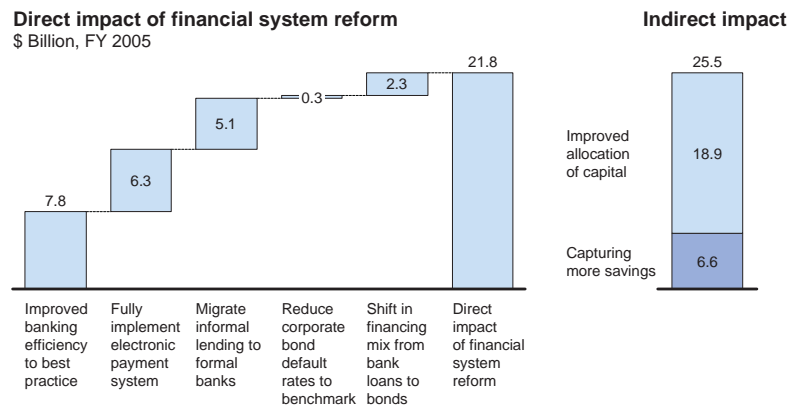 Direct impact of financial system reform
$ Billion, FY 2005
7.8
6.3
5.1
0.3
2.3
21.8
Improved
banking
efficiency
to best
practice
Fully
implement
electronic
payment
system
Migrate
informal
lending to
formal
banks
Reduce
corporate
bond
default
rates to
benchmark
Shift in
financing
mix from
bank
loans to
bonds
Direct
impact
of financial
system
reform
Indirect impact
25.5
Improved
allocation
of capital
18.9
Capturing
more savings
6.6